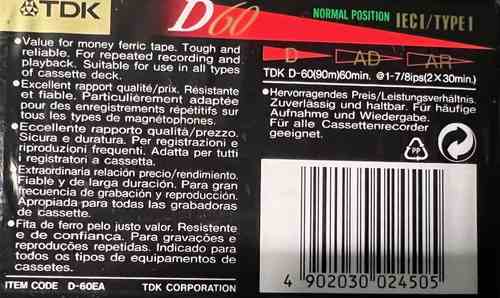 TDK
D60
NORMAL POSITION IECI/TYPE I
D AD AR
TDK D-60(90m)60min. @1-7/8ips(2×30min.)
●Value for money ferric tape. Tough and
reliable. For repeated recording and
playback. Suitable for use in all types
of cassette deck.
●Excellent rapport qualité/prix. Résistante
et fiable. Particulièrement adaptée
pour des enregistrements répétitifs sur
tous les types de magnétophones.
●Eccellente rapporto qualità/prezzo.
Sicura e duratura. Per registrazioni e
riproduzioni frequenti. Adatta per tutti
i registratori a cassetta.
Extraordinaria relación precio/rendimiento.
Fiable y de larga duración. Para gran
frecuencia de grabación y reproducción.
Apropiada para todas las grabadoras
de cassette.
●Fita de ferro pelo justo valor. Resistente
e de confiança. Para gravações e
reproduções repetidas. Indicado para
todos os tipos de equipamentos de
cassetes.
●Hervorragendes Preis/Leistungsverhältnis.
Zuverlässig und haltbar. Für häufige
Aufnahme und Wiedergabe.
Für alle Cassettenrecorder
geeignet.
PP
4 902030 024505
ITEM CODE D-60EA TDK CORPORATION